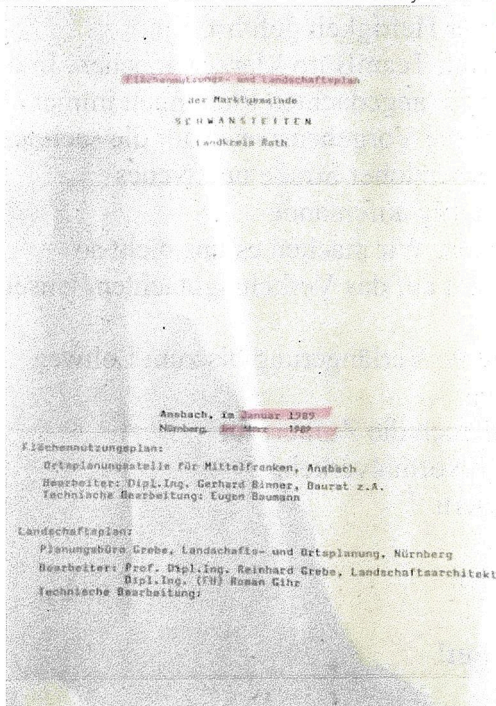 Flächennutzungs- und Landschaftsplan
der Marktgemeinde
Landkreis Roth
Ansbach, im Januar 1989
Nürnberg, im März 1989
Flächennutzungsplan:
Ortsplanungsstelle für Mittelfranken, Ansbach
Bearbeiter: Dipl.Ing. Gerhard Binner, Baurat z.A.
Technische Bearbeitung: Eugen Baumann
Landschaftsplan:
Planungsbüro Grebe, Landschafts- und Ortsplanung, Nürnberg
Bearbeiter: Prof. Dipl.Ing. Reinhard Grebe, Landschaftsarchitekt
Dipl.Ing. (FH) Roman Gihr
Technische Bearbeitung: